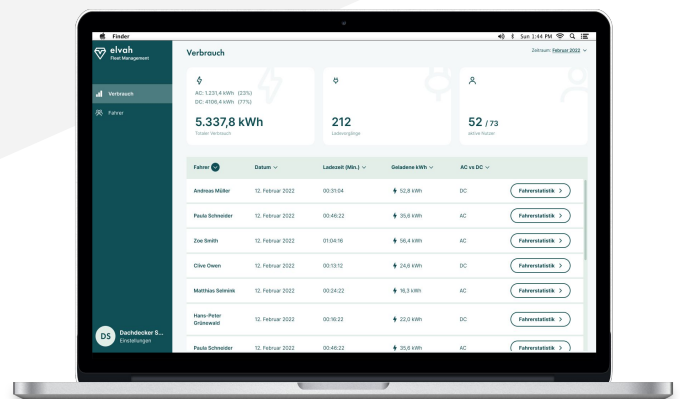 Finder
Sun 1:44 PM
elvah
Fleet Management
Verbrauch
Fahrer
DS
Dachdecker S...
Einstellungen
Verbrauch
Zeitraum: Februar 2022
AC: 1.231,4 kWh (23%)
DC: 4106,4 kWh (77%)
5.337,8 kWh
Totaler Verbrauch
212
Ladevorgänge
52 / 73
aktive Nutzer
Fahrer Datum Ladezeit (Min.) Geladene kWh AC vs DC
Andreas Müller 12. Februar 2022 00:31:04 52,8 kWh DC Fahrerstatistik >
Paula Schneider 12. Februar 2022 00:46:22 35,6 kWh AC Fahrerstatistik >
Zoe Smith 12. Februar 2022 01:04:16 56,4 kWh AC Fahrerstatistik >
Clive Owen 12. Februar 2022 00:13:12 24,6 kWh DC Fahrerstatistik >
Matthias Selmink 12. Februar 2022 00:24:22 16,3 kWh AC Fahrerstatistik >
Hans-Peter
Grünewald 12. Februar 2022 00:16:22 22,0 kWh DC Fahrerstatistik >
Paula Schneider 12. Februar 2022 00:46:22 35,6 kWh AC Fahrerstatistik >